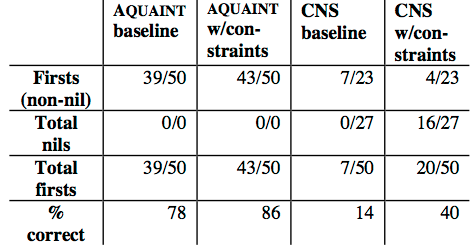 AQUAINT baseline | AQUAINT w/con-straints | CNS baseline | CNS w/con-straints
Firsts (non-nil) | 39/50 | 43/50 | 7/23 | 4/23
Total nils | 0/0 | 0/0 | 0/27 | 16/27
Total firsts | 39/50 | 43/50 | 7/50 | 20/50
% correct | 78 | 86 | 14 | 40